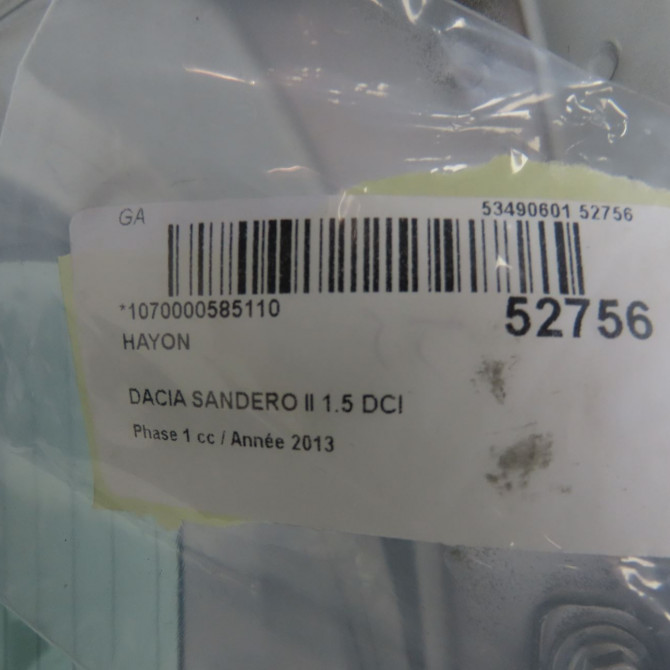 GA 53490601 52756
*1070000585110 52756
HAYON
DACIA SANDERO II 1.5 DCI
Phase 1 cc / Année 2013